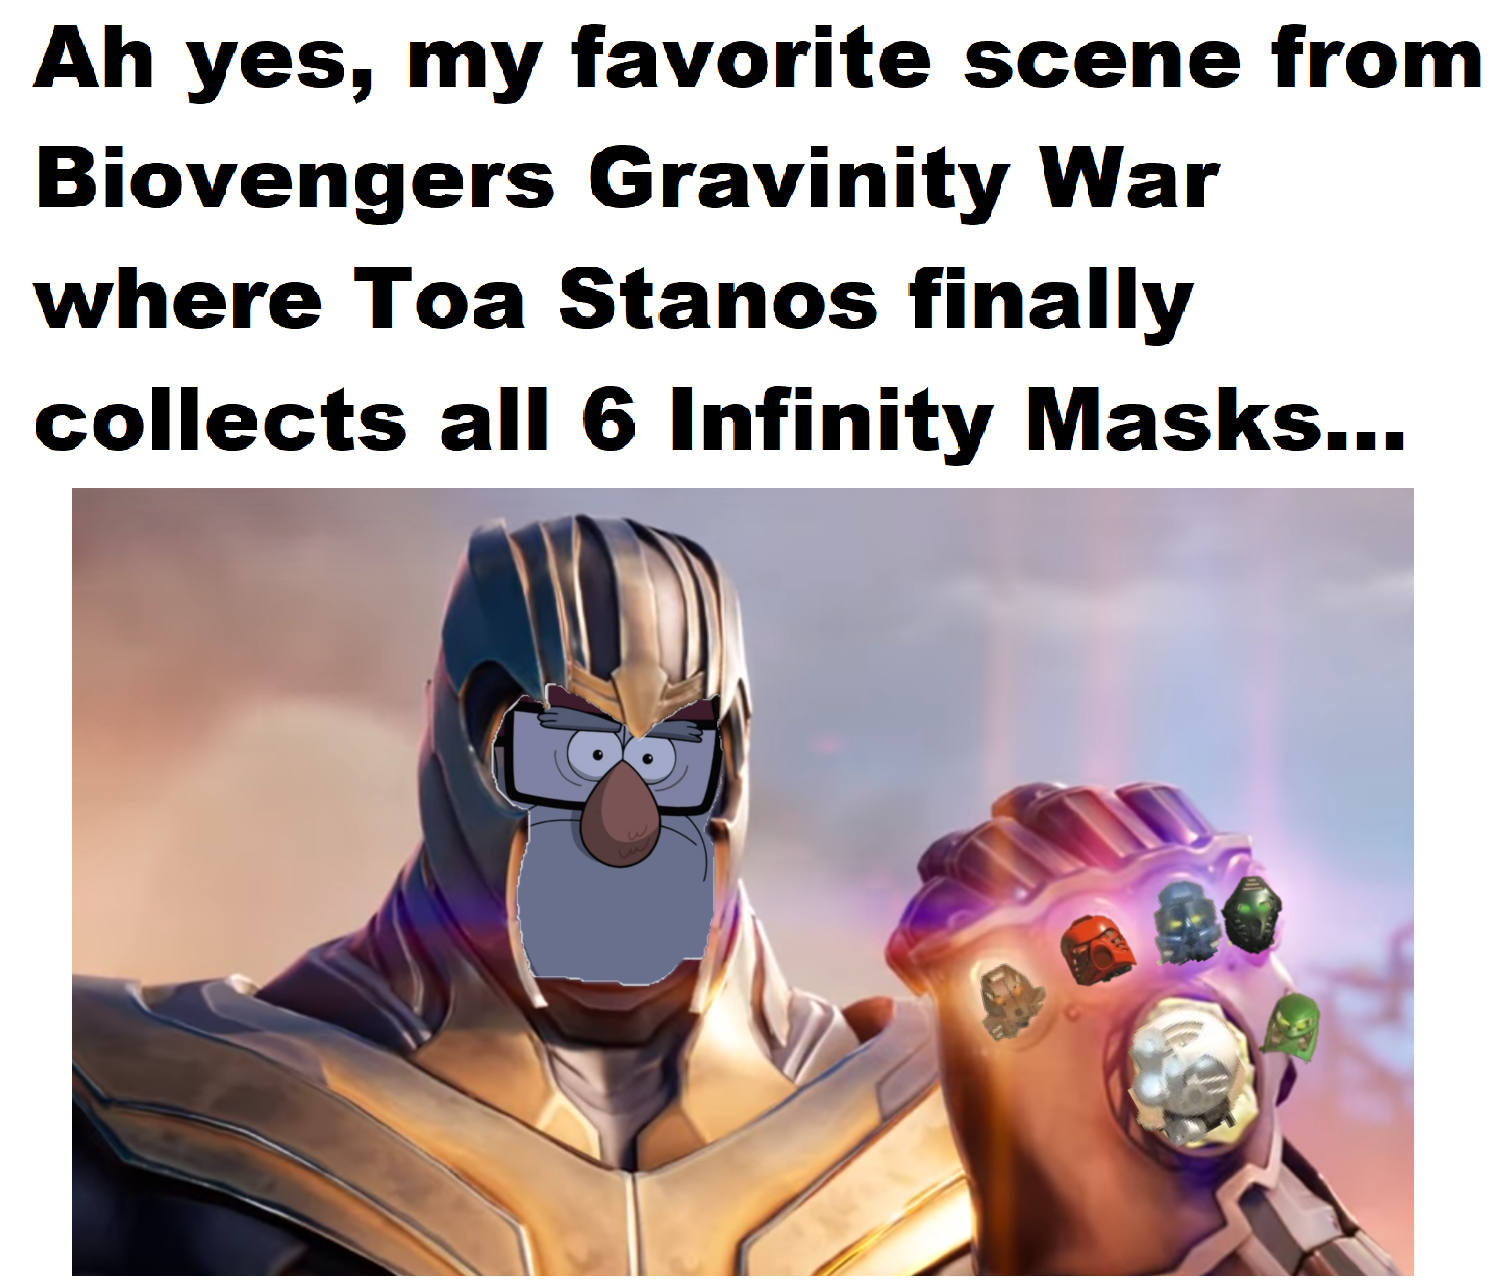 Ah yes, my favorite scene from
Biovengers Gravinity War
where Toa Stanos finally
collects all 6 Infinity Masks...